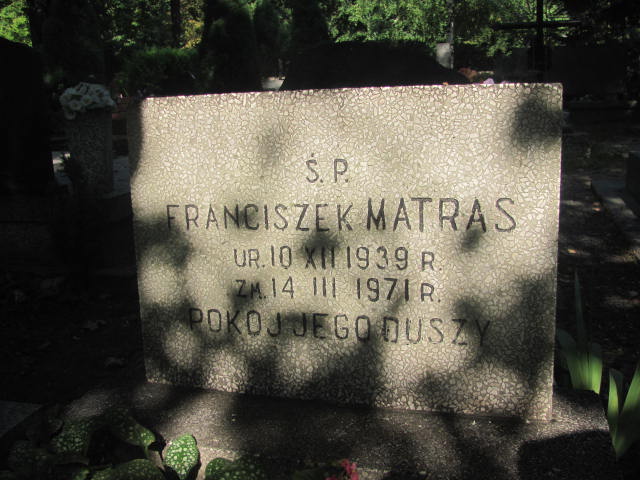 Ś.P.
FRANCISZEK MATRAS
UR. 10 XII 1939 R.
ZM. 14 III 1971 R.
POKÓJ JEGO DUSZY